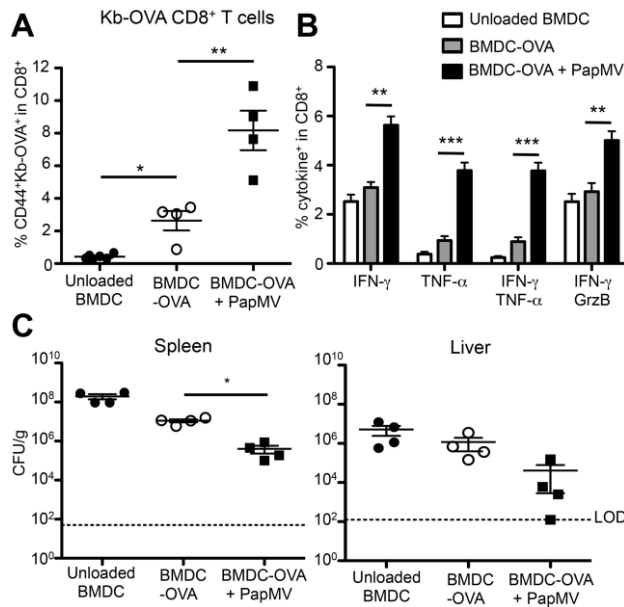 A
Kb-OVA CD8⁺ T cells
**
*
% CD44⁺Kb-OVA⁺ in CD8⁺
12
10
8
6
4
2
0
Unloaded
BMDC
BMDC
-OVA
BMDC-OVA
+ PapMV
B
Unloaded BMDC
BMDC-OVA
BMDC-OVA + PapMV
% cytokine⁺ in CD8⁺
8
6
4
2
0
**
***
***
**
IFN-γ
TNF-α
IFN-γ
TNF-α
IFN-γ
GrzB
C
Spleen
CFU/g
10¹⁰
10⁸
10⁶
10⁴
10²
10⁰
*
Unloaded
BMDC
BMDC
-OVA
BMDC-OVA
+ PapMV
Liver
10¹⁰
10⁸
10⁶
10⁴
10²
10⁰
LOD
Unloaded
BMDC
BMDC
-OVA
BMDC-OVA
+ PapMV